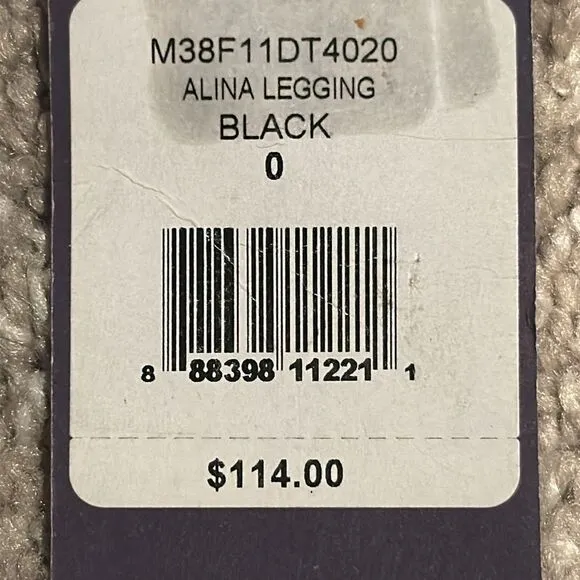 M38F11DT4020
ALINA LEGGING
BLACK
0
8 88398 11221 1
$114.00